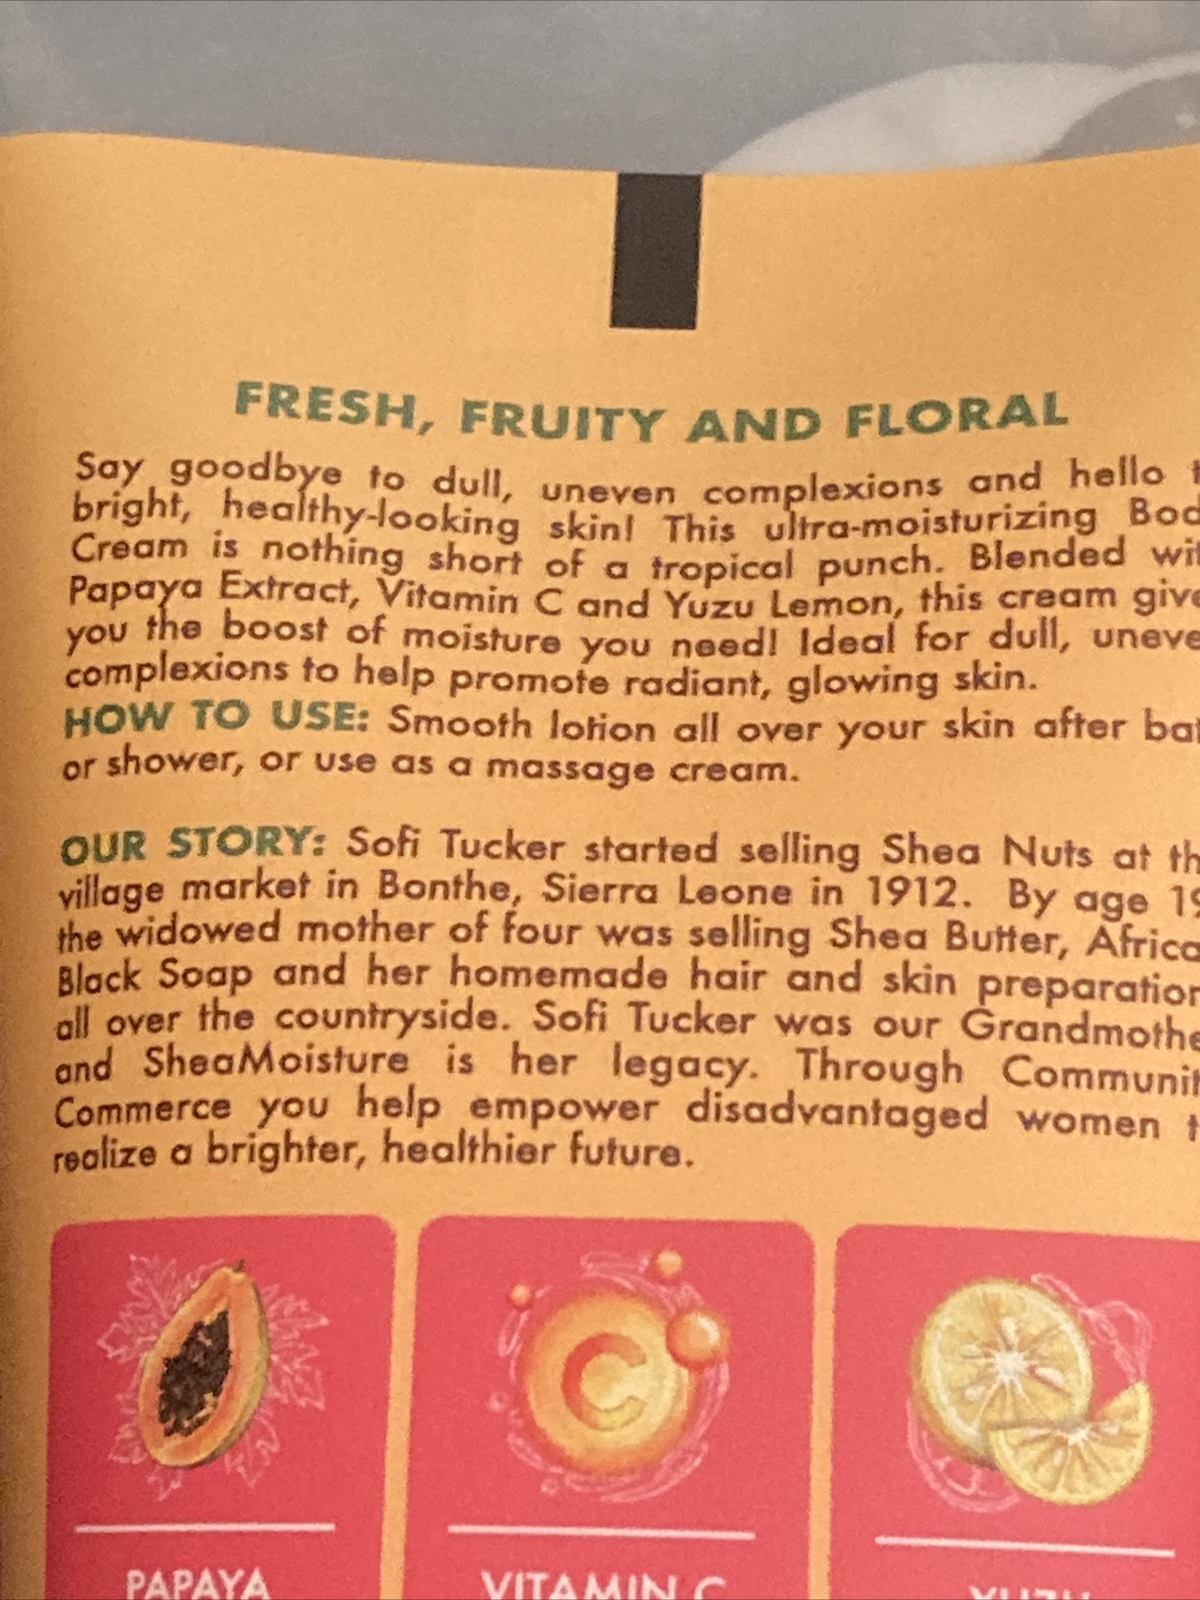 FRESH, FRUITY AND FLORAL
Say goodbye to dull, uneven complexions and hello
bright, healthy-looking skin! This ultra-moisturizing
Cream is nothing short of a tropical punch. Blended
Papaya Extract, Vitamin C and Yuzu Lemon, this cream
you the boost of moisture you need! Ideal for dull,
complexions to help promote radiant, glowing skin.
HOW TO USE: Smooth lotion all over your skin after
or shower, or use as a massage cream.
OUR STORY: Sofi Tucker started selling Shea Nuts at
village market in Bonthe, Sierra Leone in 1912. By age
the widowed mother of four was selling Shea Butter,
Black Soap and her homemade hair and skin
all over the countryside. Sofi Tucker was our
and SheaMoisture is her legacy. Through
Commerce you help empower disadvantaged women
realize a brighter, healthier future.
C
PAPAYA
VITAMIN C
YUZU